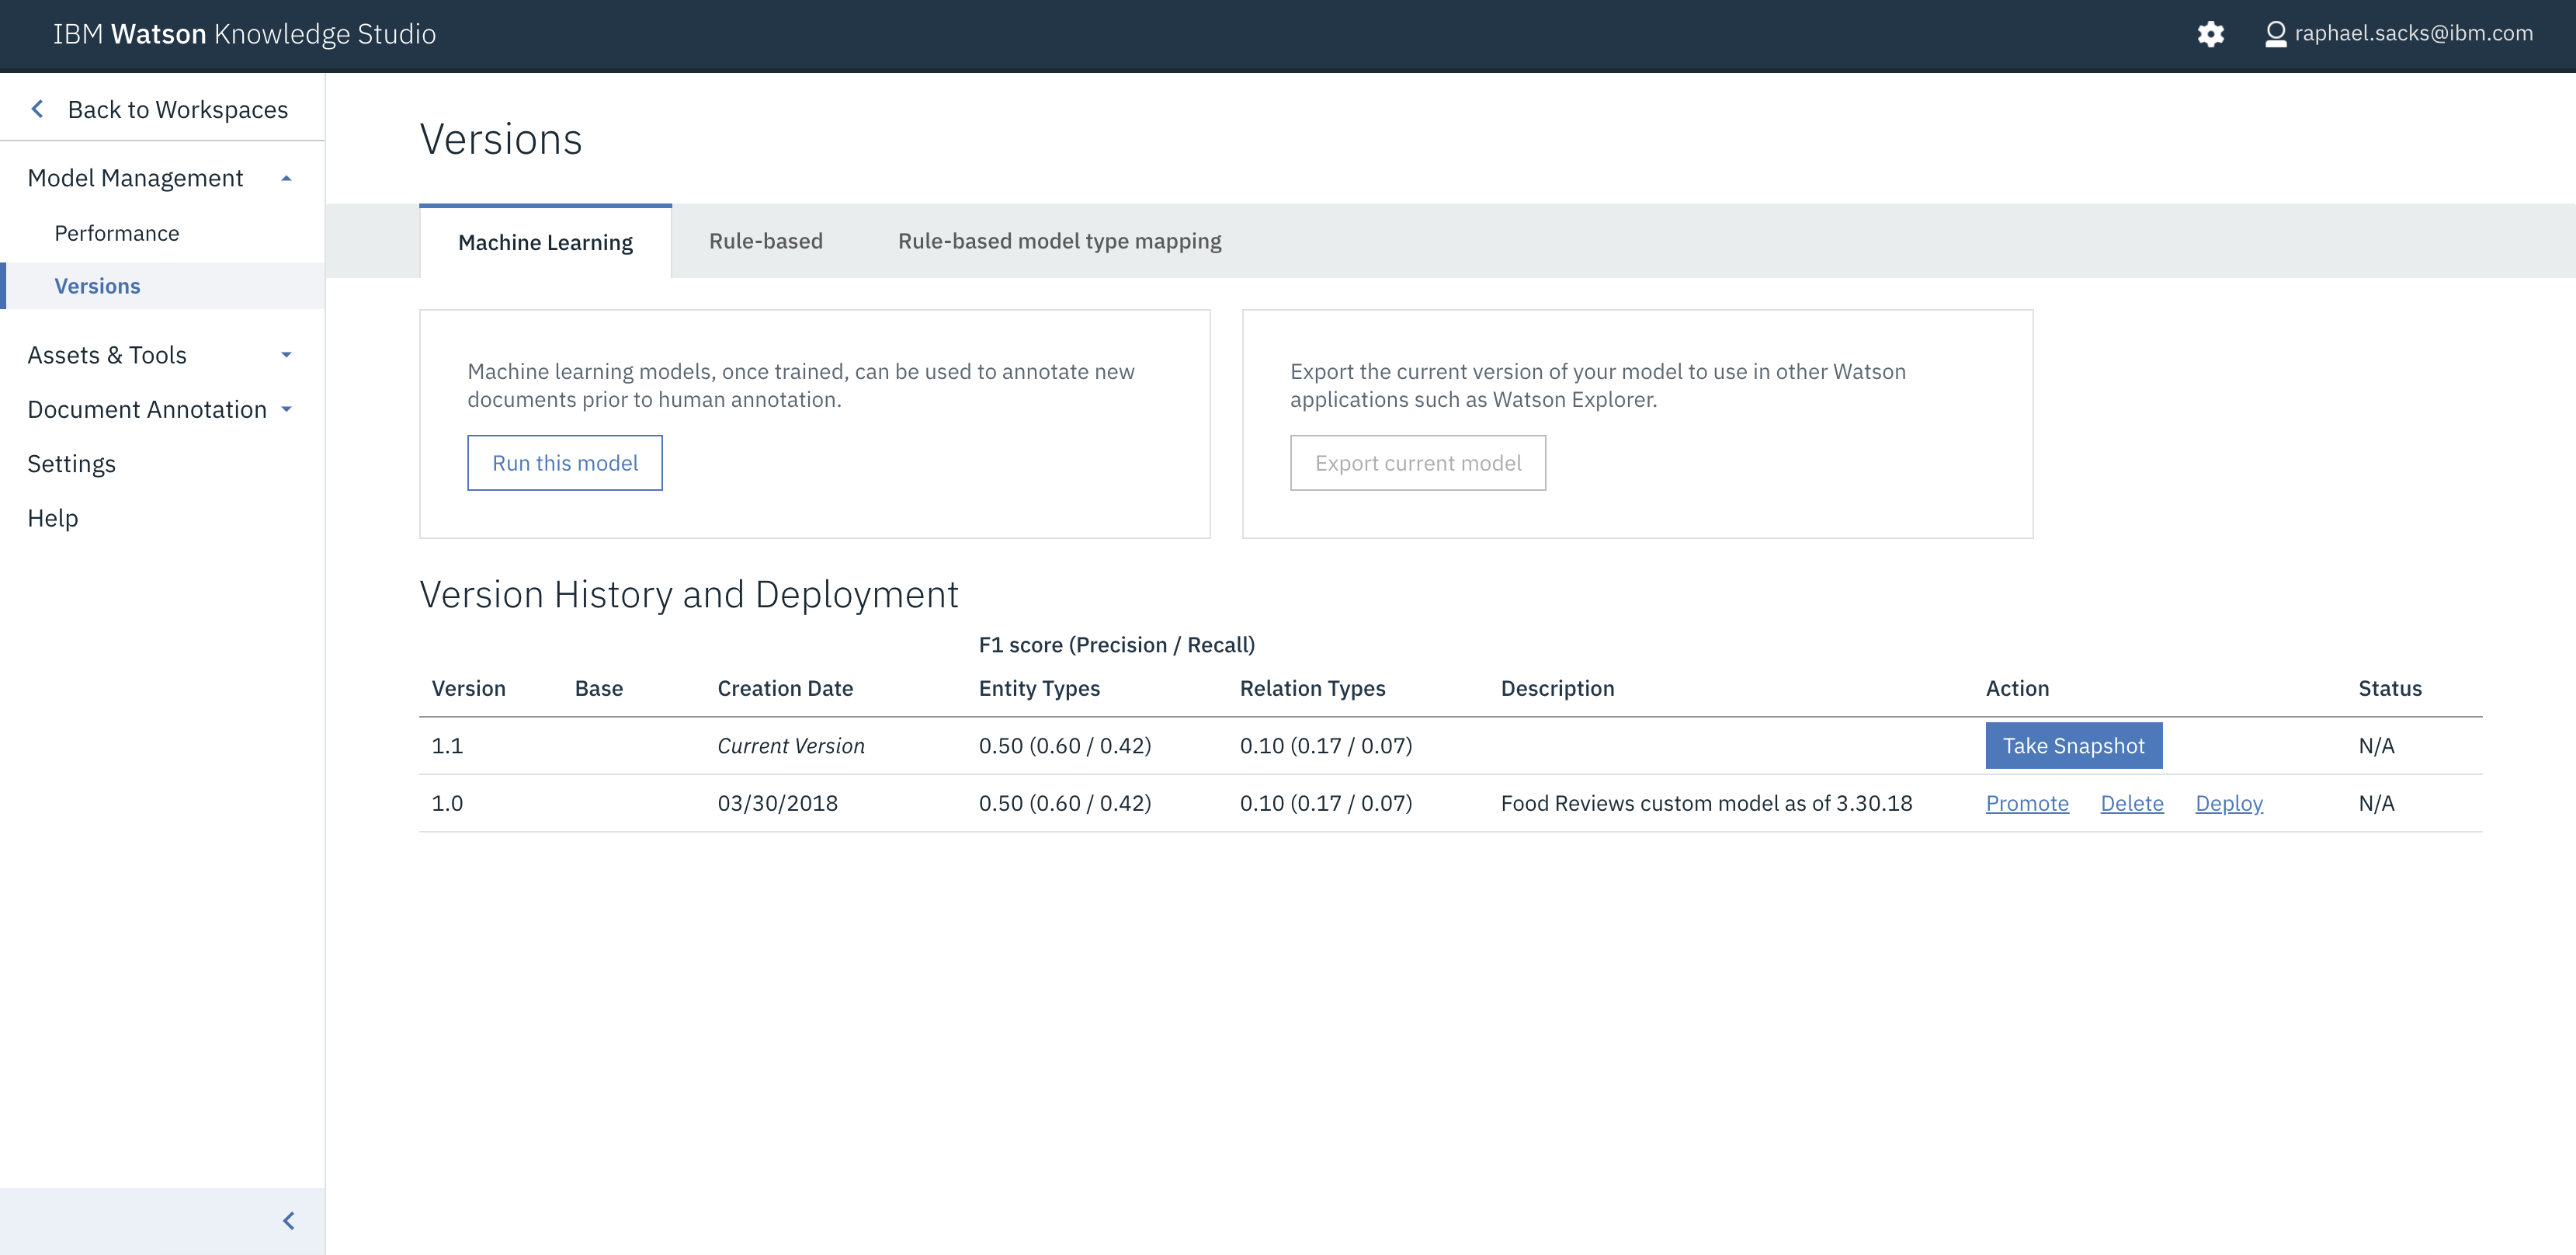 IBM Watson Knowledge Studio
raphael.sacks@ibm.com
Back to Workspaces
Model Management
Performance
Versions
Assets & Tools
Document Annotation
Settings
Help
Versions
Machine Learning Rule-based Rule-based model type mapping
Machine learning models, once trained, can be used to annotate new
documents prior to human annotation.
Run this model
Export the current version of your model to use in other Watson
applications such as Watson Explorer.
Export current model
Version History and Deployment
F1 score (Precision / Recall)
Version Base Creation Date Entity Types Relation Types Description Action Status
1.1 Current Version 0.50 (0.60 / 0.42) 0.10 (0.17 / 0.07) Take Snapshot N/A
1.0 03/30/2018 0.50 (0.60 / 0.42) 0.10 (0.17 / 0.07) Food Reviews custom model as of 3.30.18 Promote Delete Deploy N/A